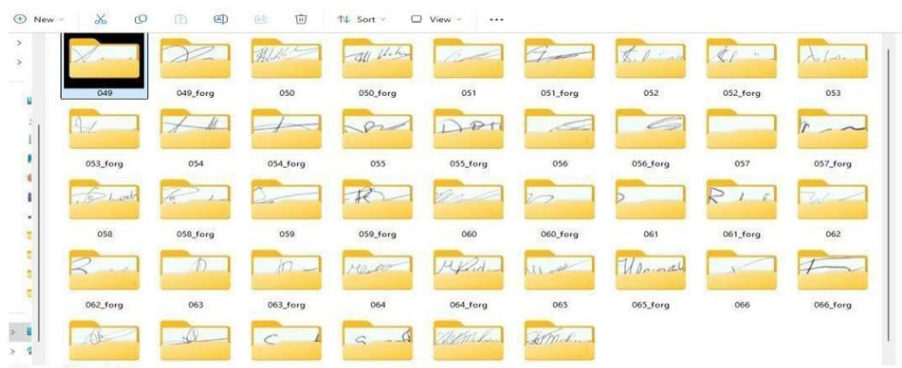 New Sort View ...
049 049_forg 050 050_forg 051 051_forg 052 052_forg 053
053_forg 054 054_forg 055 055_forg 056 056_forg 057 057_forg
058 058_forg 059 059_forg 060 060_forg 061 061_forg 062
062_forg 063 063_forg 064 064_forg 065 065_forg 066 066_forg